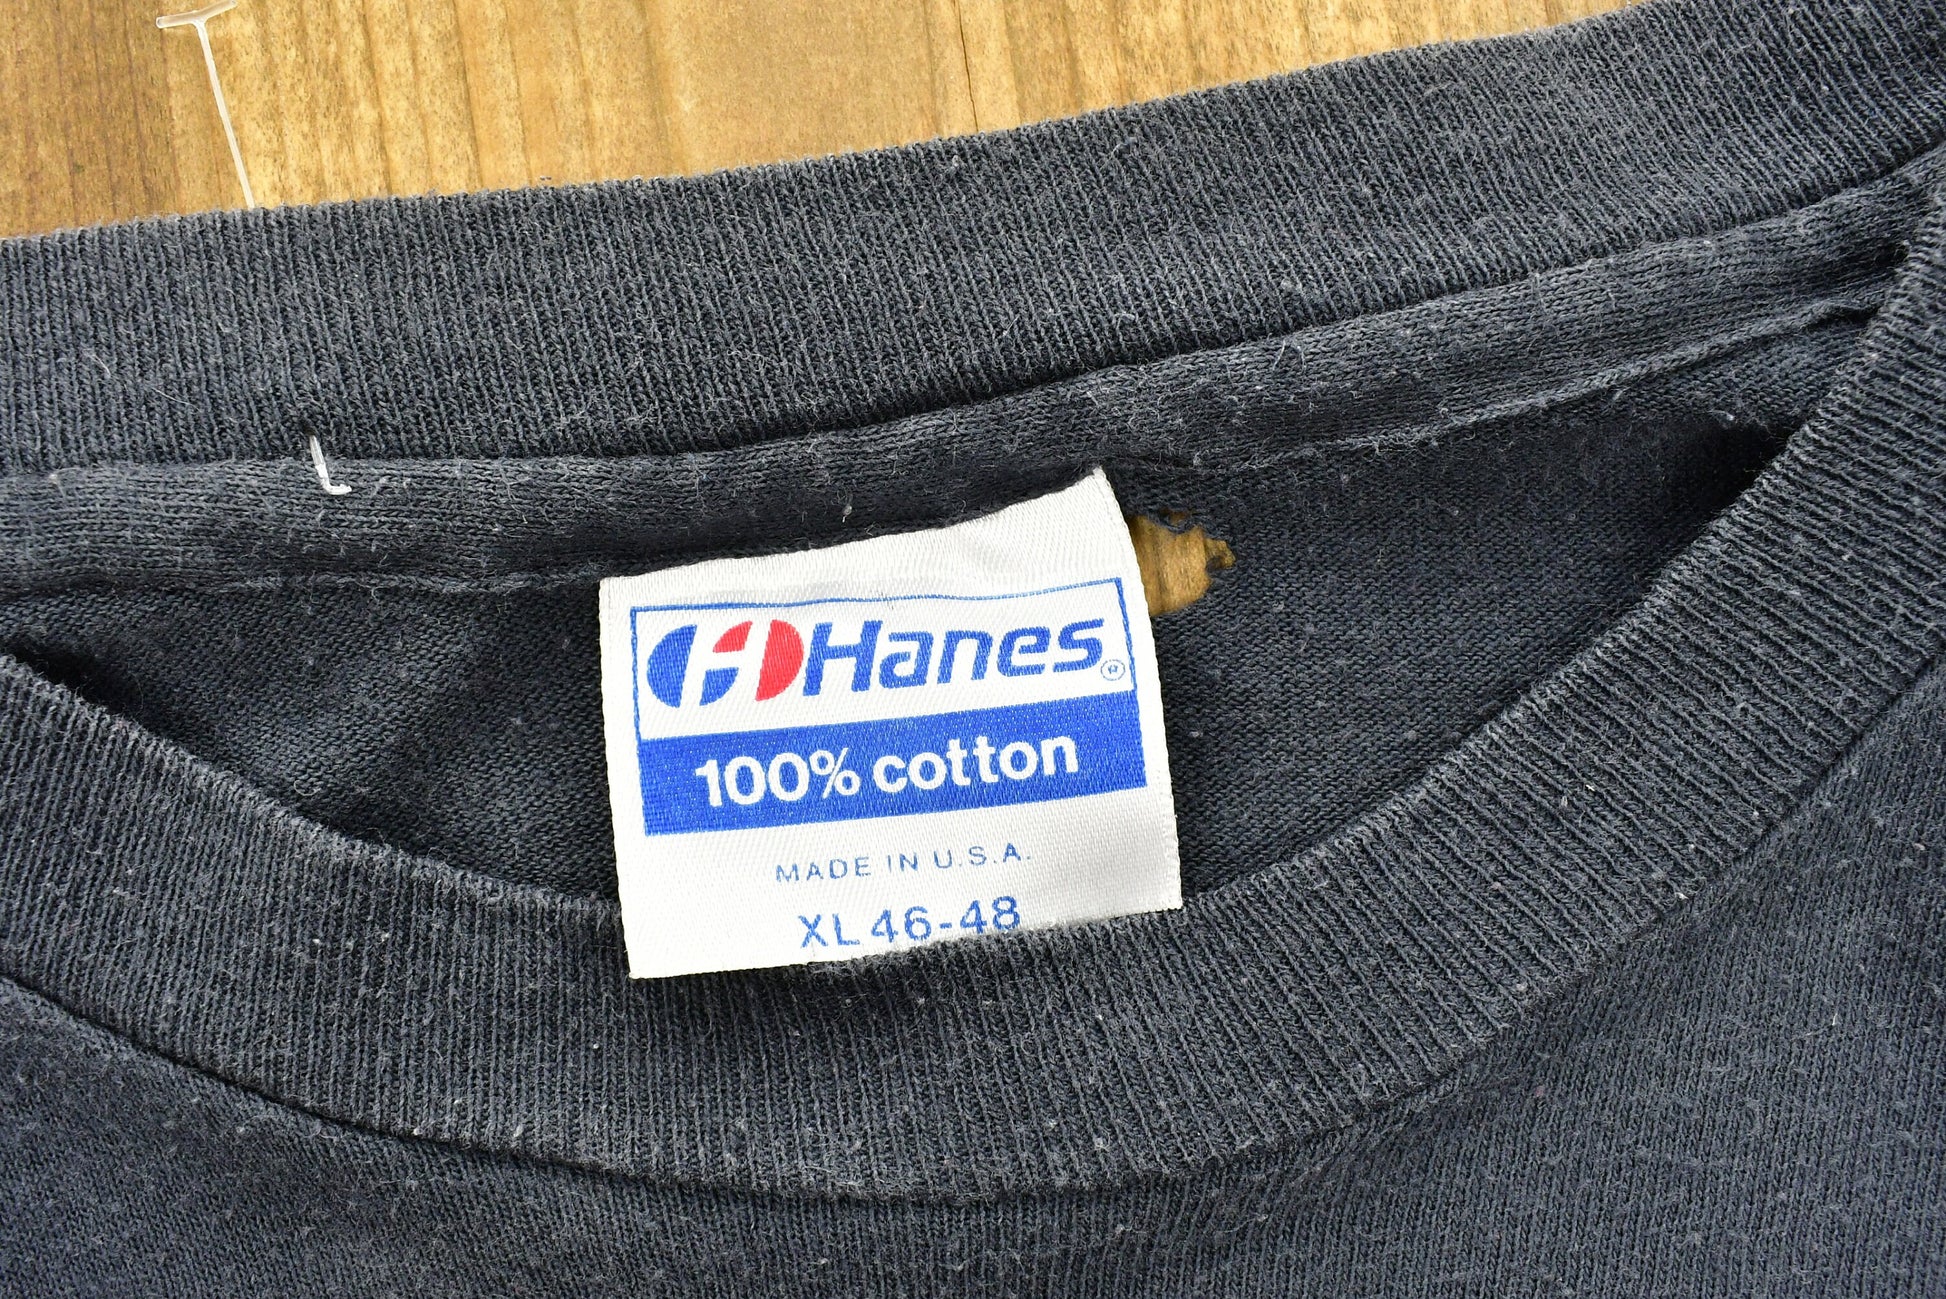 Hanes®
100% cotton
MADE IN U.S.A.
XL 46-48